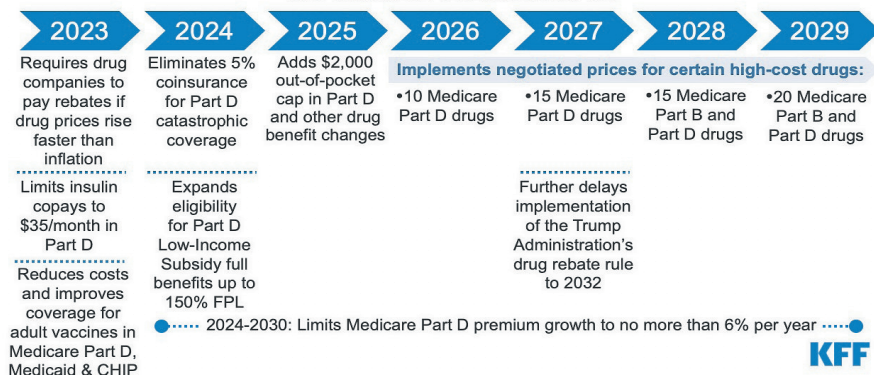 2023
2024
2025
2026
2027
2028
2029
Requires drug
companies to
pay rebates if
drug prices rise
faster than
inflation
Limits insulin
copays to
$35/month in
Part D
Reduces costs
and improves
coverage for
adult vaccines in
Medicare Part D,
Medicaid & CHIP
Eliminates 5%
coinsurance
for Part D
catastrophic
coverage
Expands
eligibility
for Part D
Low-Income
Subsidy full
benefits up to
150% FPL
Adds $2,000
out-of-pocket
cap in Part D
and other drug
benefit changes
Implements negotiated prices for certain high-cost drugs:
•10 Medicare
Part D drugs
•15 Medicare
Part D drugs
Further delays
implementation
of the Trump
Administration's
drug rebate rule
to 2032
•15 Medicare
Part B and
Part D drugs
•20 Medicare
Part B and
Part D drugs
2024-2030: Limits Medicare Part D premium growth to no more than 6% per year
KFF